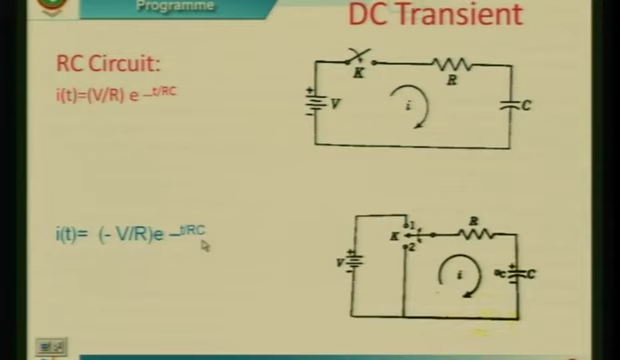 Programme
DC Transient
RC Circuit:
i(t)=(V/R) e –t/RC
K
R
V
i
C
i(t)= (- V/R)e –t/RC
1
K
2
R
V
i
C